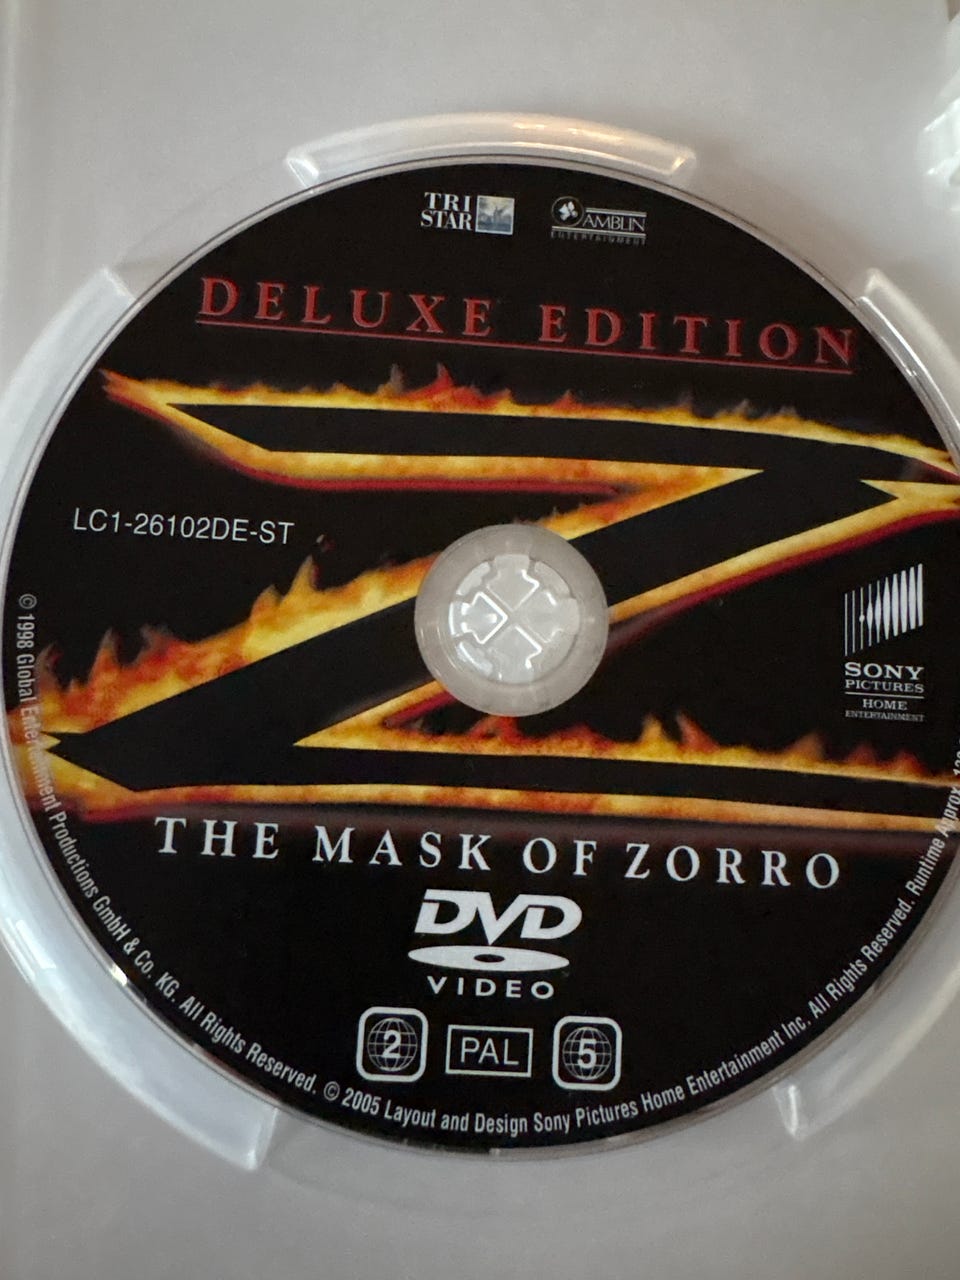 TRI
STAR
AMBLIN
ENTERTAINMENT
DELUXE EDITION
LC1-26102DE-ST
SONY
PICTURES
HOME
ENTERTAINMENT
THE MASK OF ZORRO
DVD
VIDEO
2 PAL 5
© 1998 Global Entertainment Productions GmbH & Co. KG. All Rights Reserved. © 2005 Layout and Design Sony Pictures Home Entertainment Inc. All Rights Reserved. Runtime Approx.